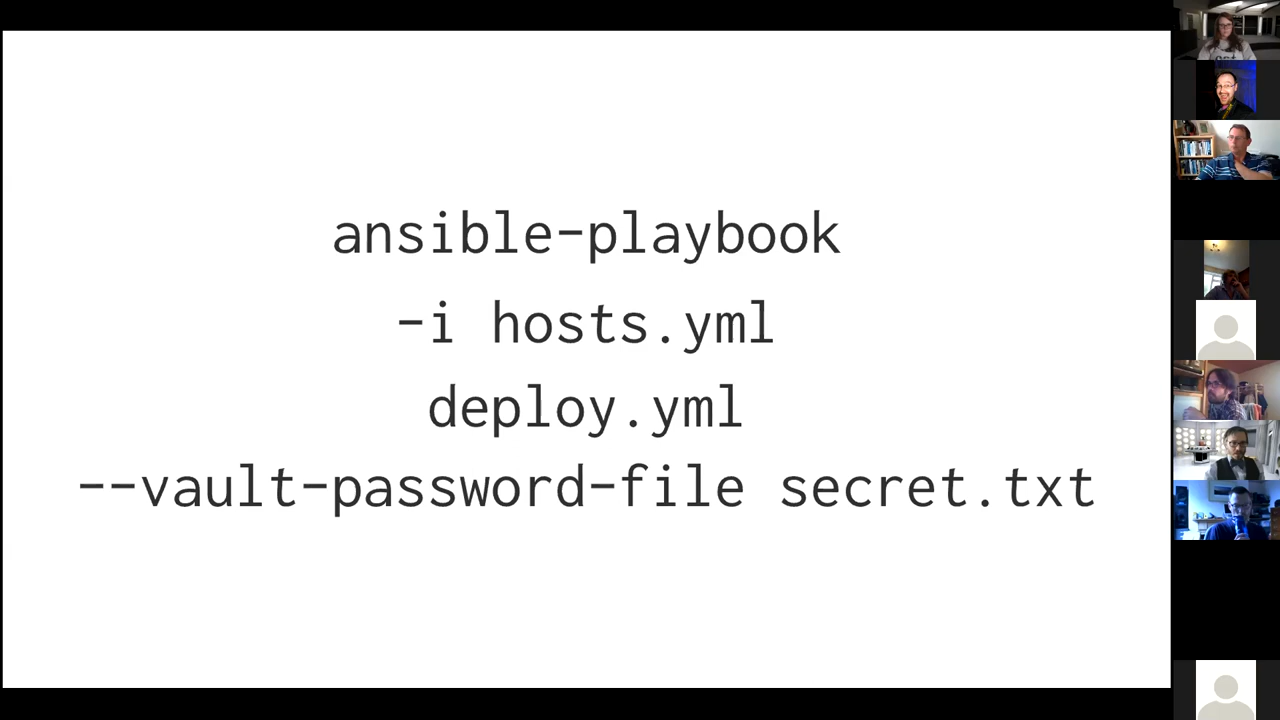 ansible-playbook
-i hosts.yml
deploy.yml
--vault-password-file secret.txt